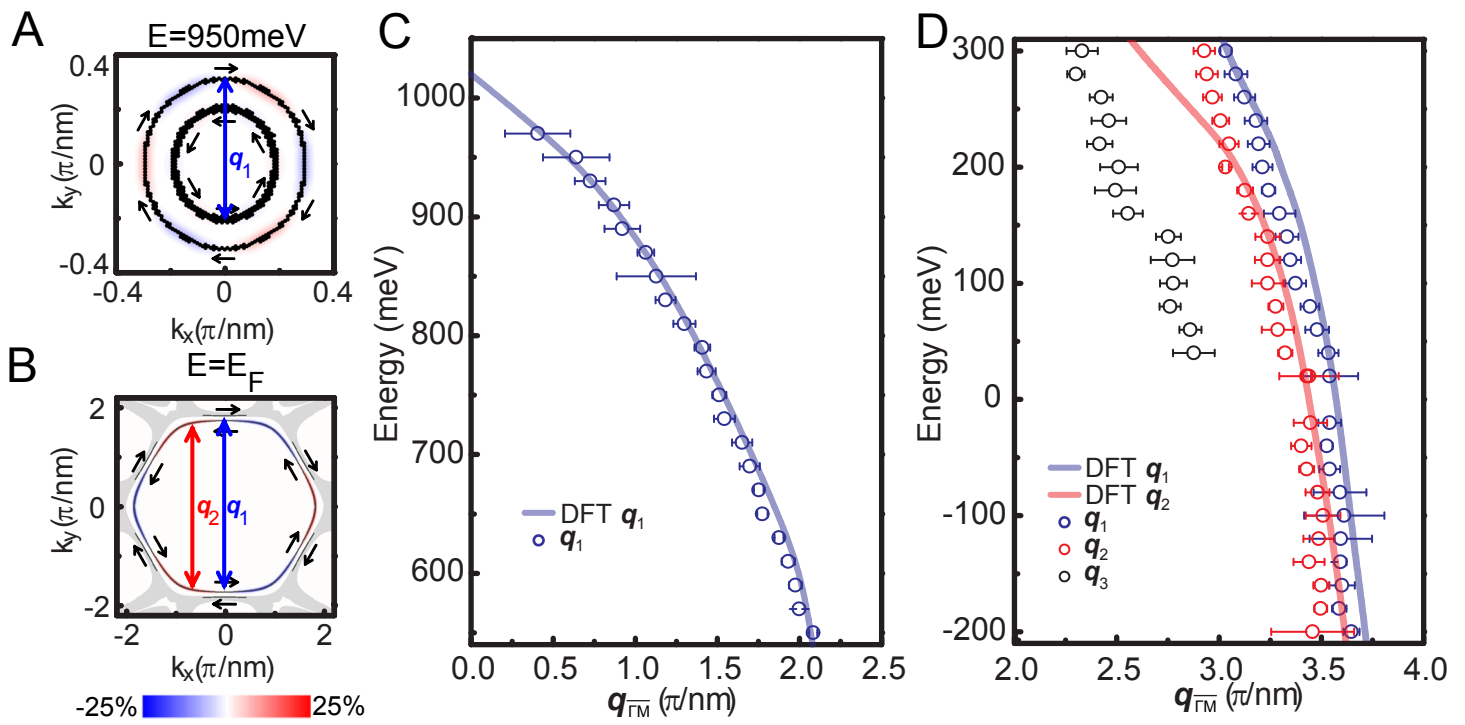 A
E=950meV
0.4
0
-0.4
k_y(π/nm)
q_1
-0.4
0
0.4
k_x(π/nm)
B
E=E_F
2
0
-2
k_y(π/nm)
q_2
q_1
-2
0
2
k_x(π/nm)
-25%
25%
C
1000
900
800
700
600
Energy (meV)
DFT q_1
q_1
0.0
0.5
1.0
1.5
2.0
2.5
q_Γ̅M̅ (π/nm)
D
300
200
100
0
-100
-200
Energy (meV)
DFT q_1
DFT q_2
q_1
q_2
q_3
2.0
2.5
3.0
3.5
4.0
q_Γ̅M̅ (π/nm)